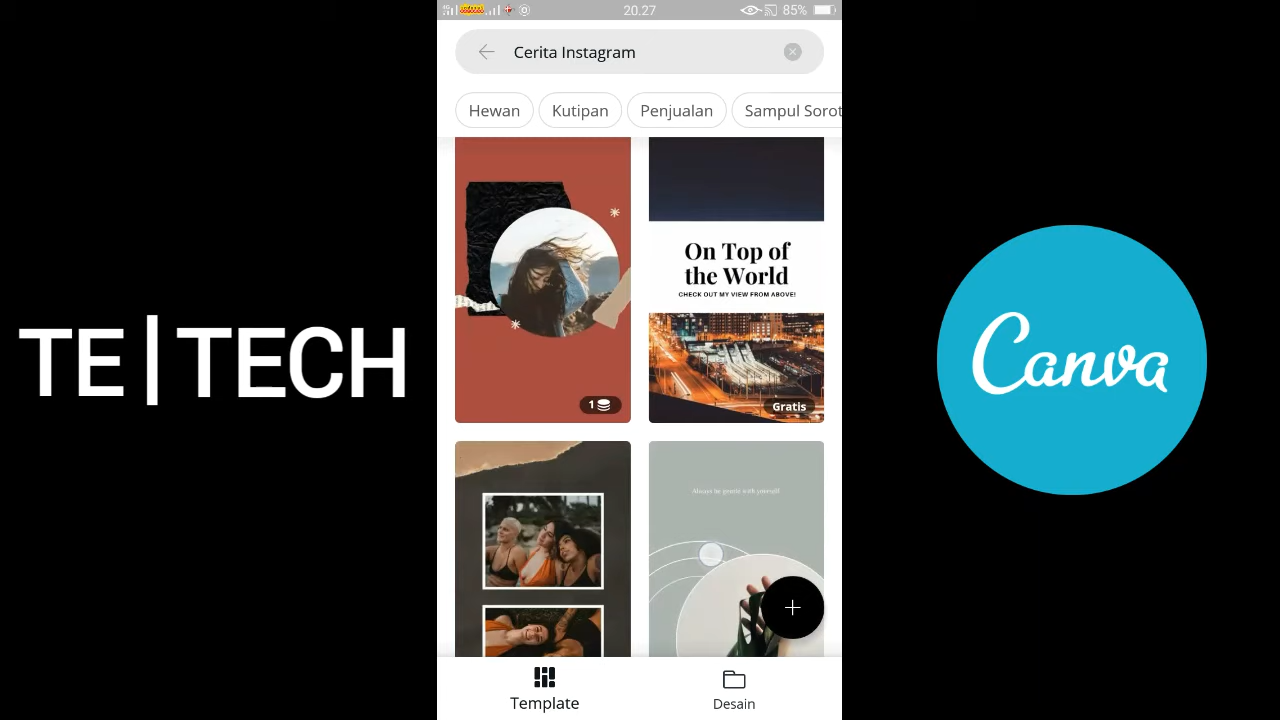 20.27
85%
Cerita Instagram
Hewan
Kutipan
Penjualan
Sampul Sorot
On Top of
the World
CHECK OUT MY VIEW FROM ABOVE!
1
Gratis
Always be gentle with yourself
Template
Desain
TE|TECH
Canva